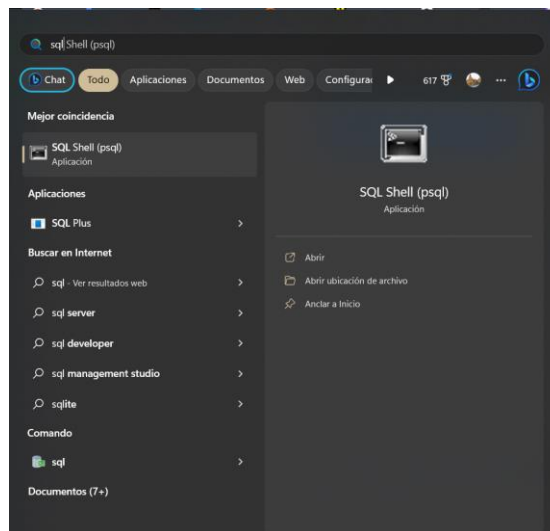 sql Shell (psql)
Chat Todo Aplicaciones Documentos Web Configura 617
Mejor coincidencia
SQL Shell (psql)
Aplicación
Aplicaciones
SQL Plus
Buscar en Internet
sql - Ver resultados web
sql server
sql developer
sql management studio
sqlite
Comando
sql
Documentos (7+)
SQL Shell (psql)
Aplicación
Abrir
Abrir ubicación de archivo
Anclar a Inicio